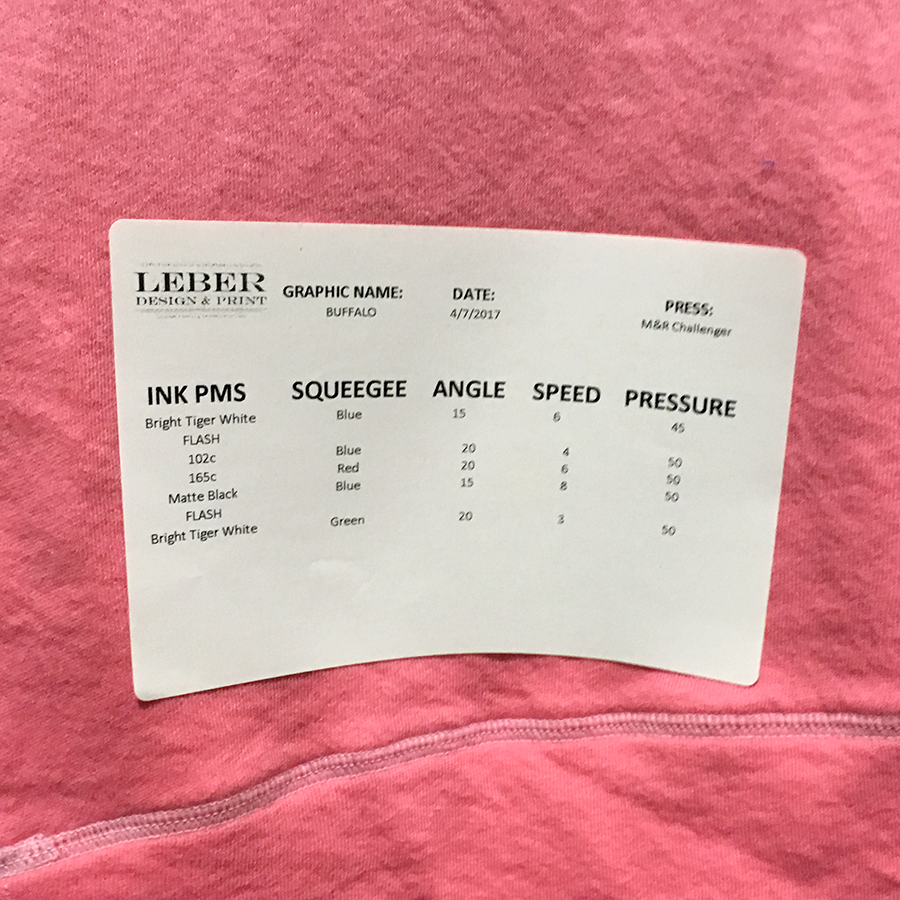 LEBER
DESIGN & PRINT
GRAPHIC NAME: DATE: PRESS:
BUFFALO 4/7/2017 M&R Challenger
INK PMS SQUEEGEE ANGLE SPEED PRESSURE
Bright Tiger White Blue 15 6 45
FLASH
102c Blue 20 4 50
165c Red 20 6 50
Matte Black Blue 15 8 50
FLASH
Bright Tiger White Green 20 3 50